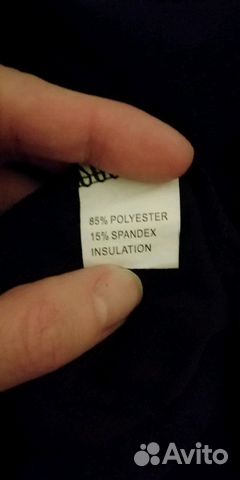 85% POLYESTER
15% SPANDEX
INSULATION
Avito